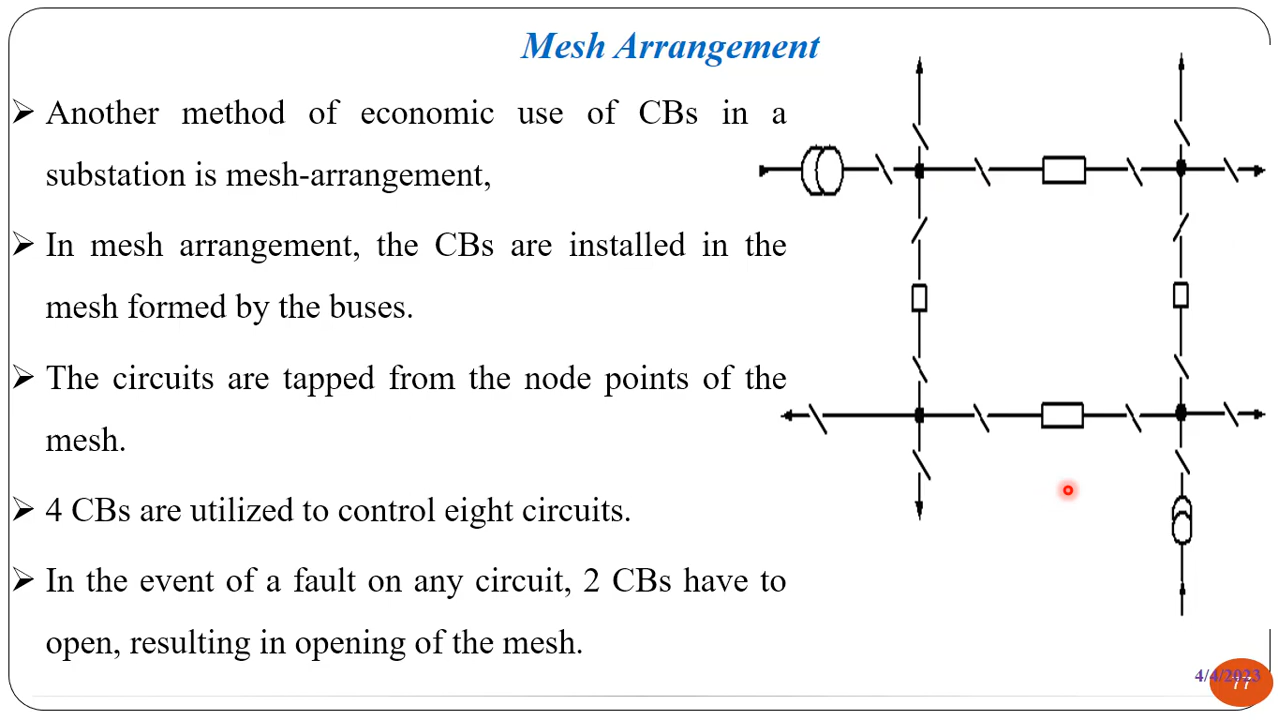 Mesh Arrangement
➢ Another method of economic use of CBs in a
substation is mesh-arrangement,
➢ In mesh arrangement, the CBs are installed in the
mesh formed by the buses.
➢ The circuits are tapped from the node points of the
mesh.
➢ 4 CBs are utilized to control eight circuits.
➢ In the event of a fault on any circuit, 2 CBs have to
open, resulting in opening of the mesh.
4/4/2023
77